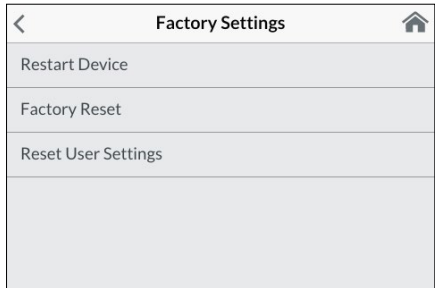 Factory Settings
Restart Device
Factory Reset
Reset User Settings